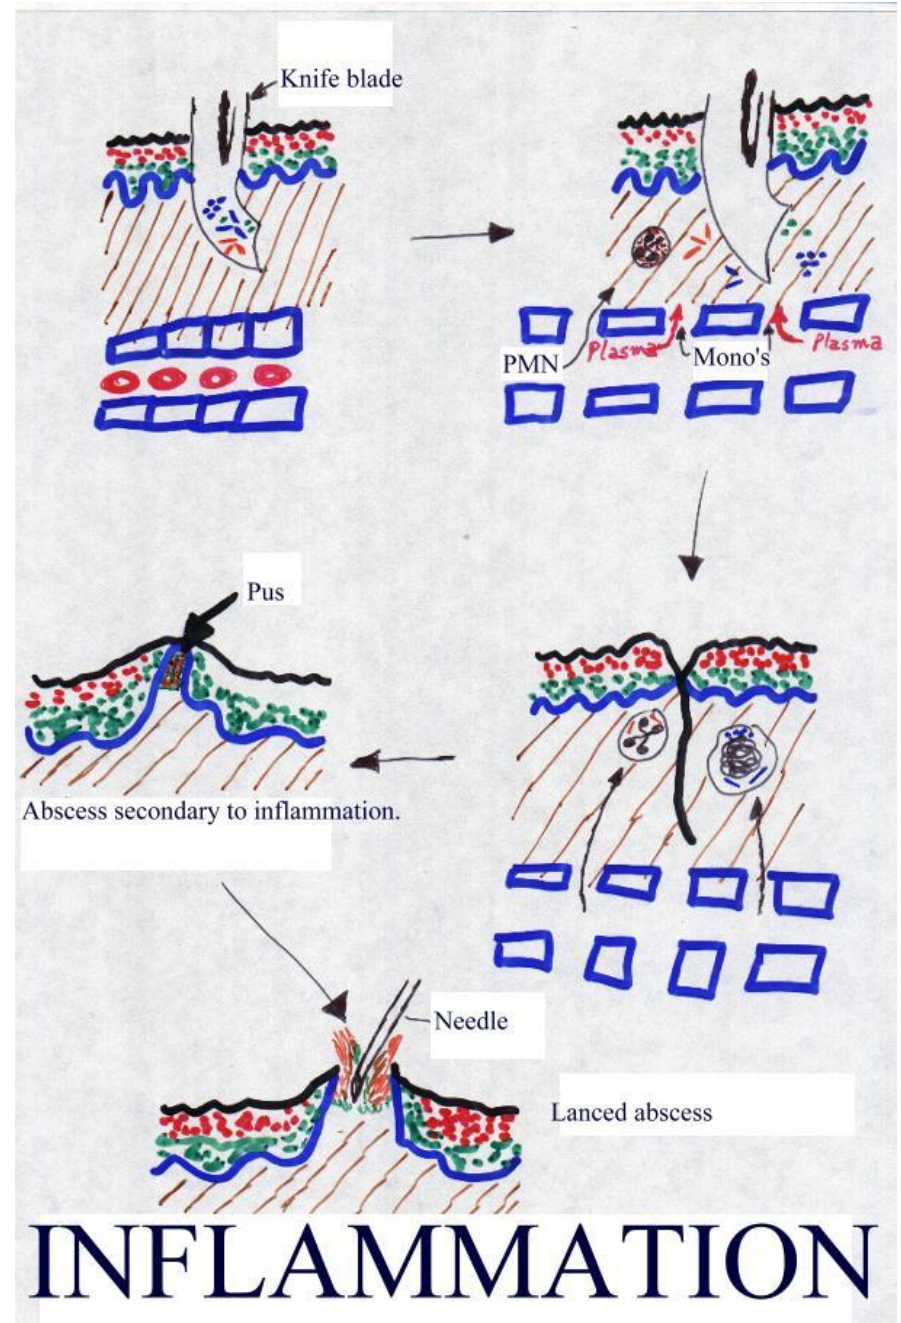 Knife blade
PMN
Plasma
Mono's
Plasma
Pus
Abscess secondary to inflammation.
Needle
Lanced abscess
INFLAMMATION